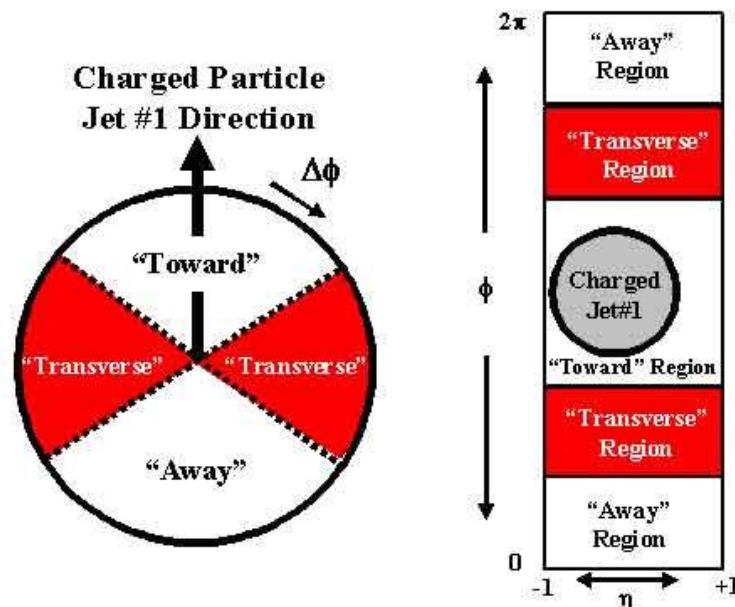 Charged Particle
Jet #1 Direction
Δϕ
“Toward”
“Transverse”
“Transverse”
“Away”
2π
“Away”
Region
“Transverse”
Region
ϕ
Charged
Jet#1
“Toward” Region
“Transverse”
Region
“Away”
Region
0
-1
η
+1